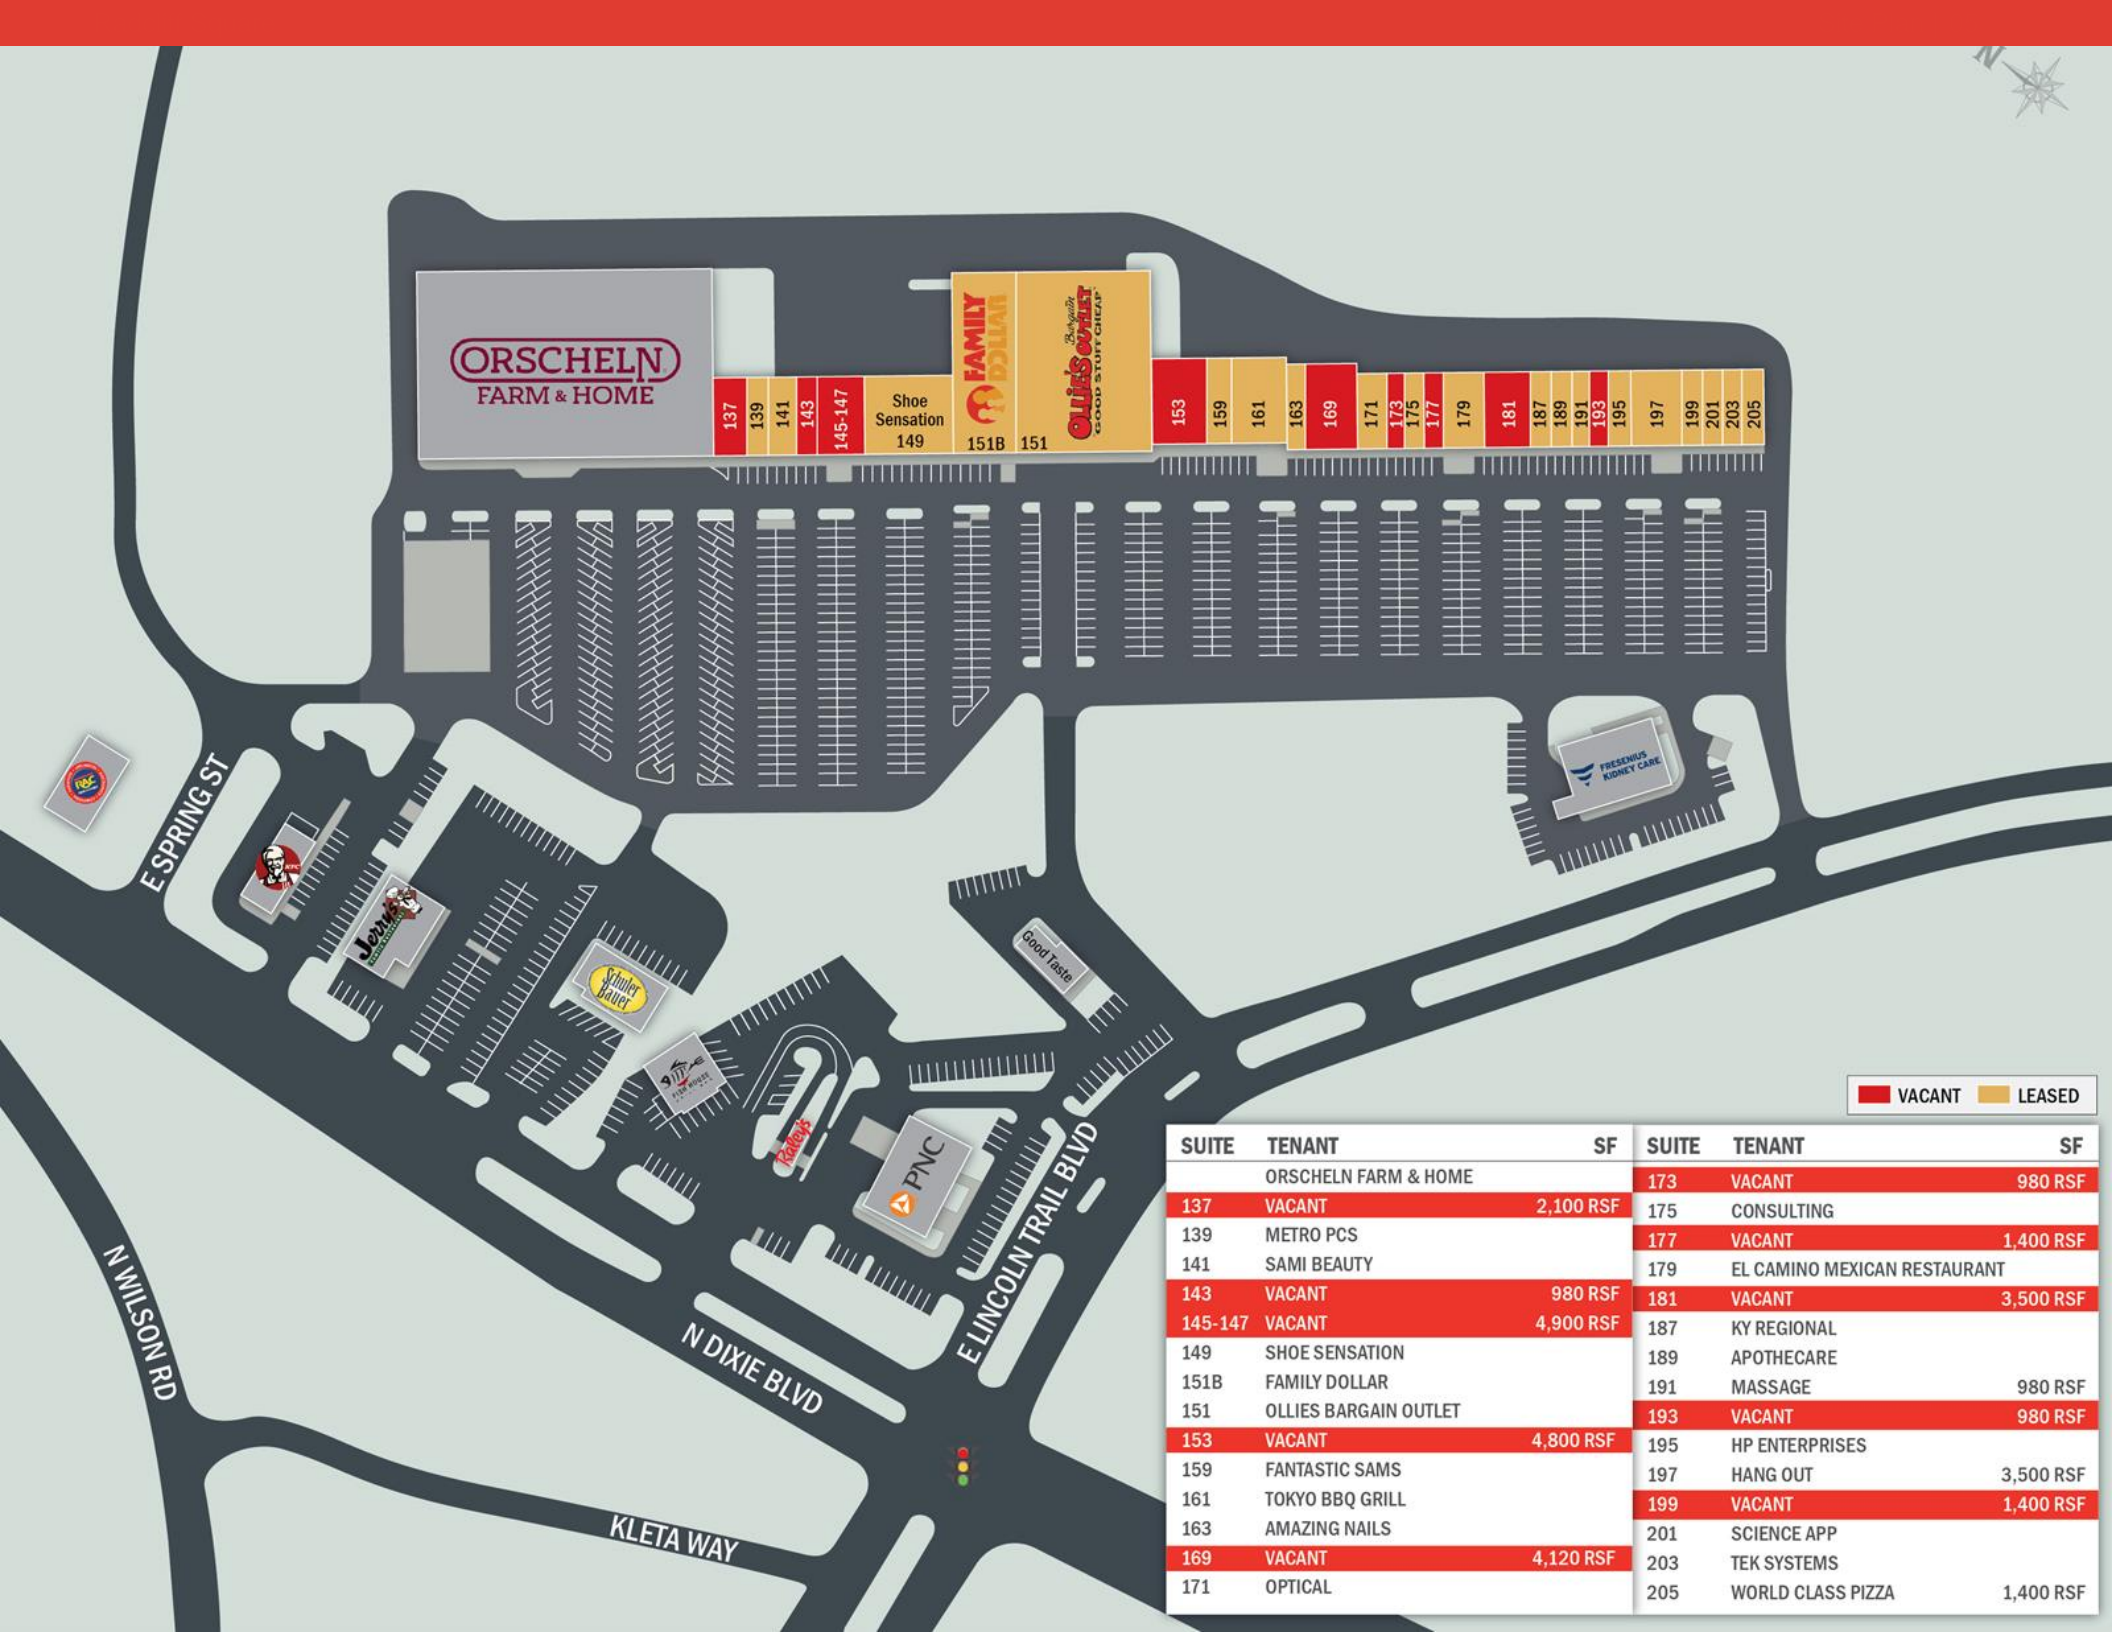 N
ORSCHELN
FARM & HOME
137
139
141
143
145-147
Shoe
Sensation
149
FAMILY
DOLLAR
151B
OLLIE'S Bargain OUTLET
"GOOD STUFF CHEAP"
151
153
159
161
163
169
171
173
175
177
179
181
187
189
191
193
195
197
199
201
203
205
FRESENIUS
KIDNEY CARE
RAC
E SPRING ST
KFC
Jerry's
Schuler
Bauer
Good Taste
FISH HOUSE
Raley's
PNC
E LINCOLN TRAIL BLVD
N DIXIE BLVD
N WILSON RD
KLETA WAY
VACANT LEASED
SUITE TENANT SF
ORSCHELN FARM & HOME
137 VACANT 2,100 RSF
139 METRO PCS
141 SAMI BEAUTY
143 VACANT 980 RSF
145-147 VACANT 4,900 RSF
149 SHOE SENSATION
151B FAMILY DOLLAR
151 OLLIES BARGAIN OUTLET
153 VACANT 4,800 RSF
159 FANTASTIC SAMS
161 TOKYO BBQ GRILL
163 AMAZING NAILS
169 VACANT 4,120 RSF
171 OPTICAL
SUITE TENANT SF
173 VACANT 980 RSF
175 CONSULTING
177 VACANT 1,400 RSF
179 EL CAMINO MEXICAN RESTAURANT
181 VACANT 3,500 RSF
187 KY REGIONAL
189 APOTHECARE
191 MASSAGE 980 RSF
193 VACANT 980 RSF
195 HP ENTERPRISES
197 HANG OUT 3,500 RSF
199 VACANT 1,400 RSF
201 SCIENCE APP
203 TEK SYSTEMS
205 WORLD CLASS PIZZA 1,400 RSF